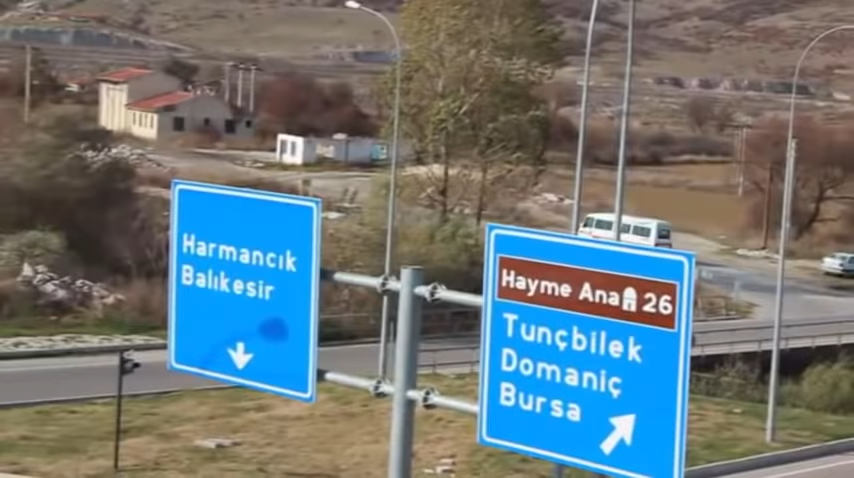 Harmancık
Balıkesir
Hayme Ana 26
Tunçbilek
Domaniç
Bursa